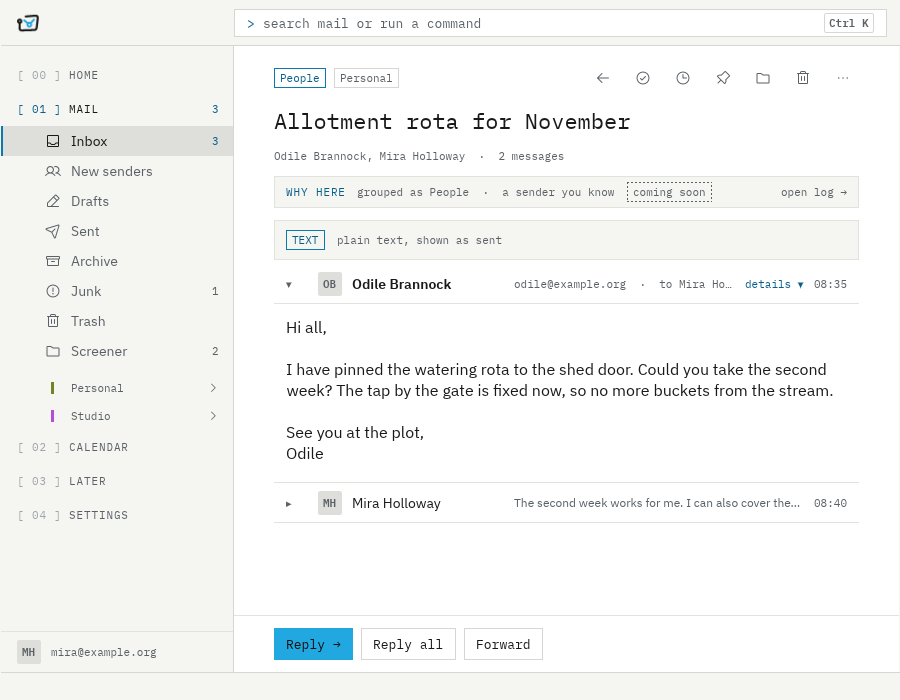 > search mail or run a command
Ctrl K
[ 00 ] HOME
[ 01 ] MAIL 3
Inbox 3
New senders
Drafts
Sent
Archive
Junk 1
Trash
Screener 2
Personal
Studio
[ 02 ] CALENDAR
[ 03 ] LATER
[ 04 ] SETTINGS
MH mira@example.org
People Personal
Allotment rota for November
Odile Brannock, Mira Holloway · 2 messages
WHY HERE grouped as People · a sender you know coming soon open log →
TEXT plain text, shown as sent
▾ OB Odile Brannock odile@example.org · to Mira Ho… details ▾ 08:35
Hi all,
I have pinned the watering rota to the shed door. Could you take the second
week? The tap by the gate is fixed now, so no more buckets from the stream.
See you at the plot,
Odile
▸ MH Mira Holloway The second week works for me. I can also cover the… 08:40
Reply → Reply all Forward